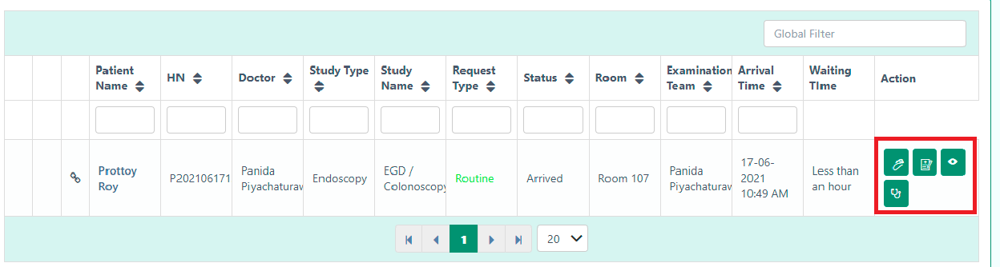 Global Filter
Patient Name
HN
Doctor
Study Type
Study Name
Request Type
Status
Room
Examination Team
Arrival Time
Waiting TIme
Action
Prottoy Roy
P202106171
Panida
Endoscopy
EGD /
Colonoscopy
Routine
Arrived
Room 107
Panida
17-06-2021
10:49 AM
Less than an hour
1
20